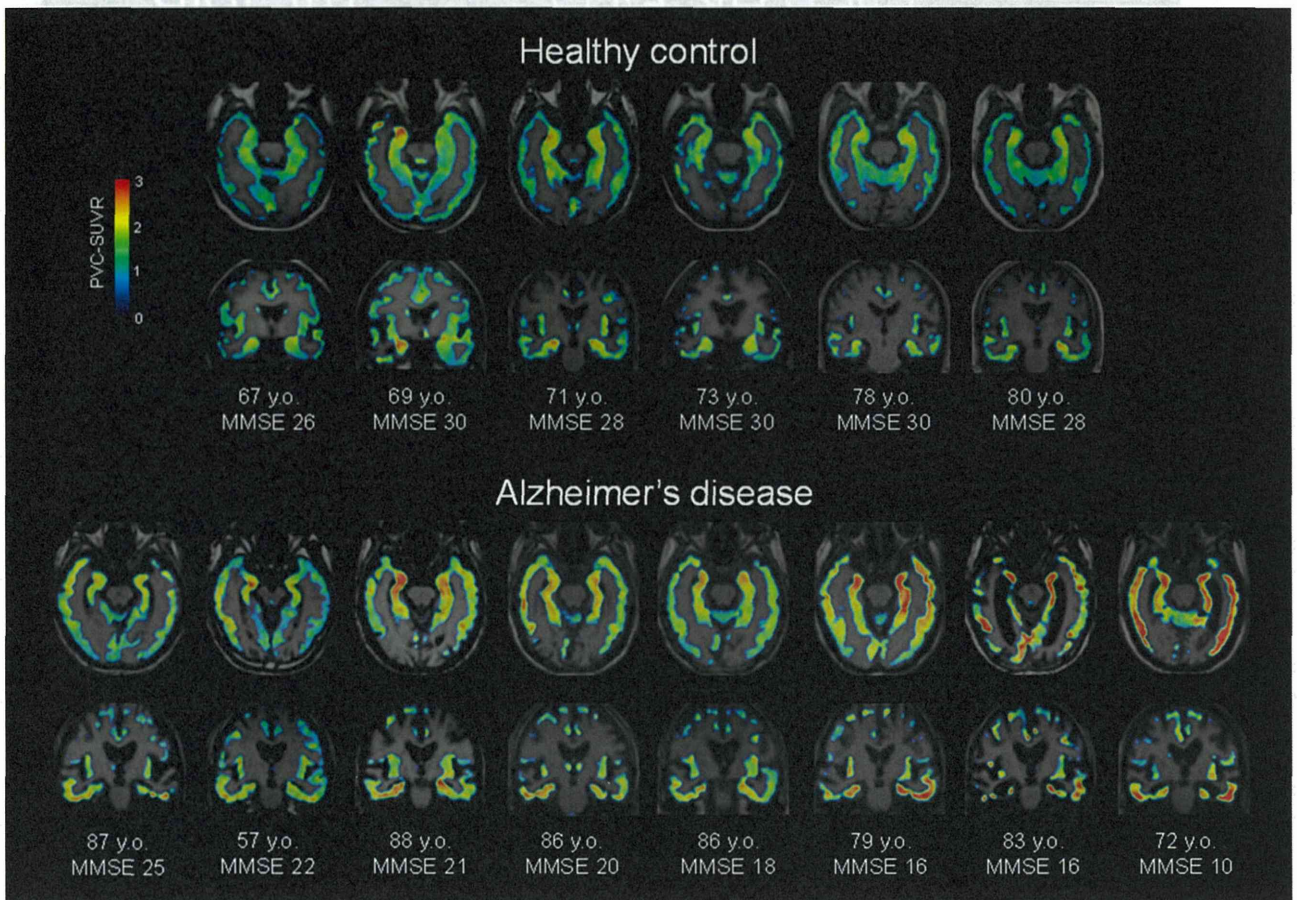 Healthy control
PVC-SUVR
3
2
1
0
67 y.o.
MMSE 26
69 y.o.
MMSE 30
71 y.o.
MMSE 28
73 y.o.
MMSE 30
78 y.o.
MMSE 30
80 y.o.
MMSE 28
Alzheimer's disease
87 y.o.
MMSE 25
57 y.o.
MMSE 22
88 y.o.
MMSE 21
86 y.o.
MMSE 20
86 y.o.
MMSE 18
79 y.o.
MMSE 16
83 y.o.
MMSE 16
72 y.o.
MMSE 10